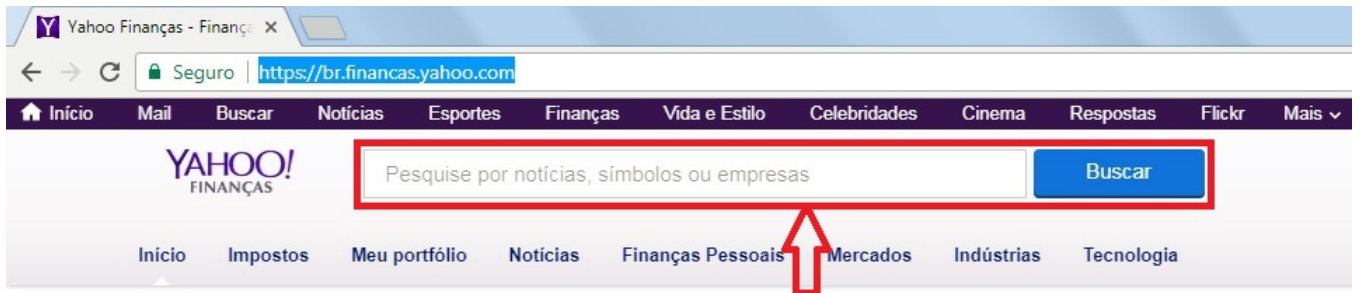 Yahoo Finanças - Finança
Seguro | https://br.financas.yahoo.com
Início Mail Buscar Notícias Esportes Finanças Vida e Estilo Celebridades Cinema Respostas Flickr Mais
YAHOO!
FINANÇAS
Pesquise por notícias, símbolos ou empresas Buscar
Início Impostos Meu portfólio Notícias Finanças Pessoais Mercados Indústrias Tecnologia